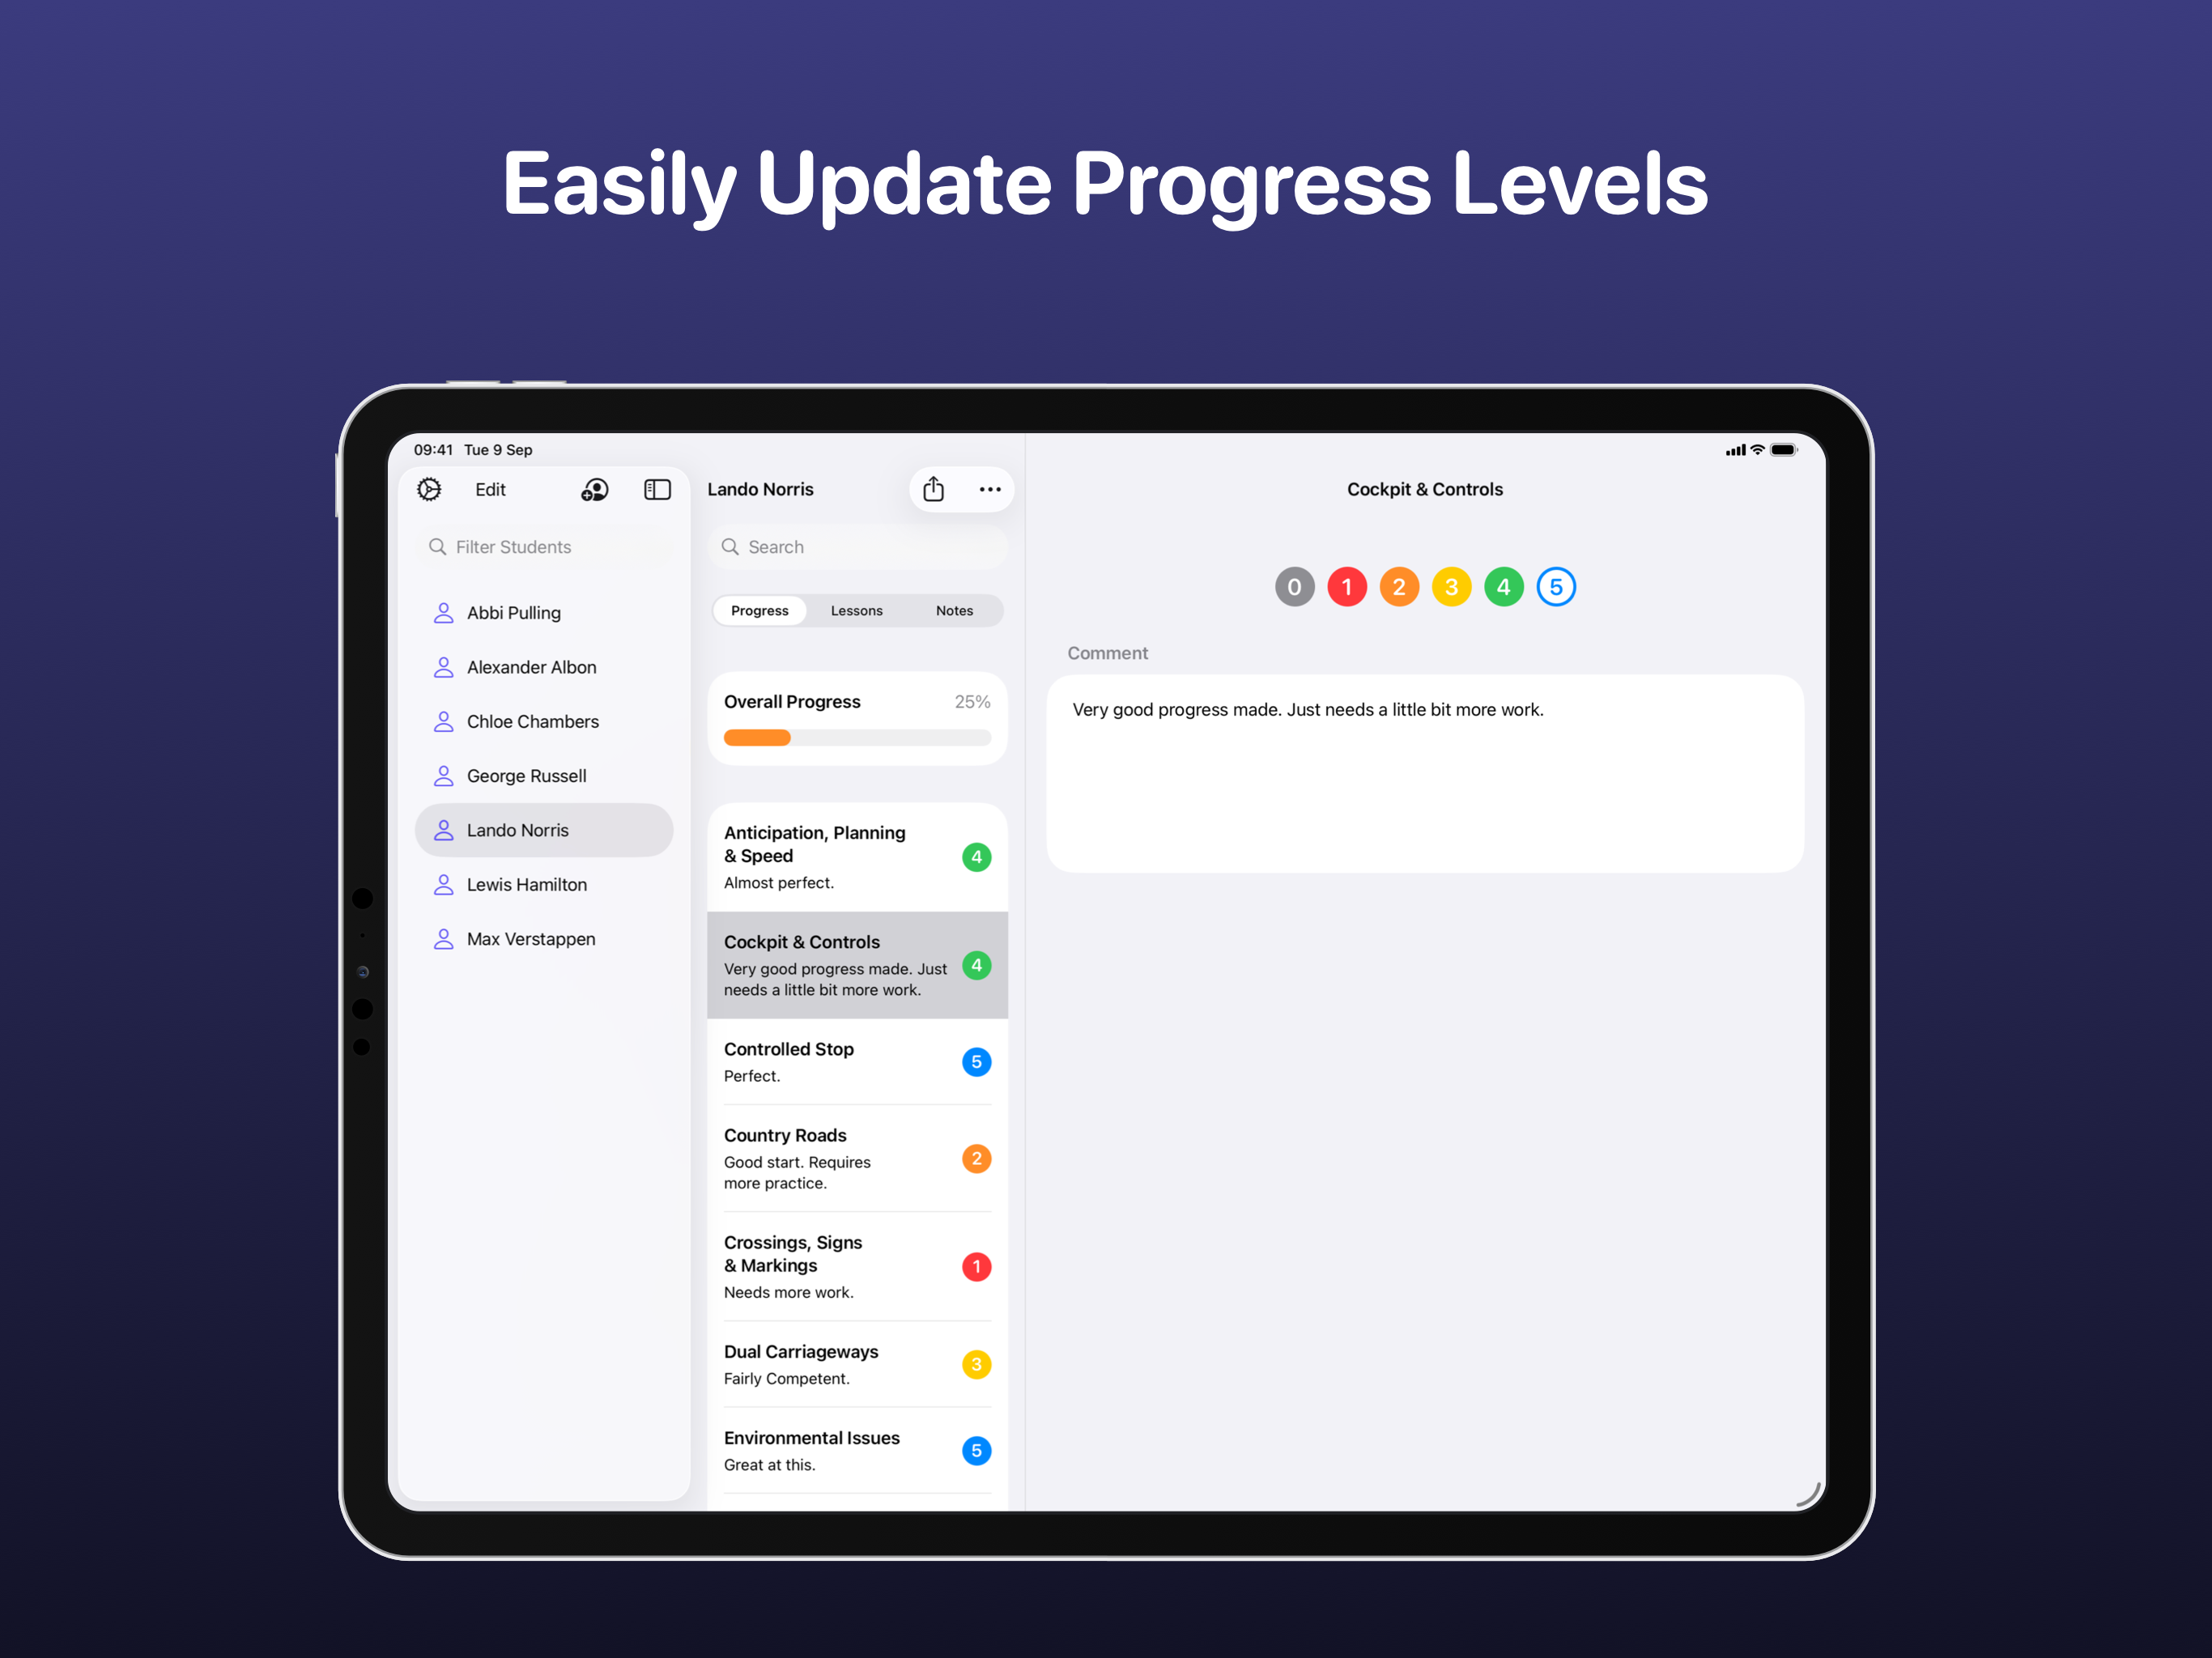 Easily Update Progress Levels
09:41 Tue 9 Sep
Edit
Filter Students
Abbi Pulling
Alexander Albon
Chloe Chambers
George Russell
Lando Norris
Lewis Hamilton
Max Verstappen
Lando Norris
Search
Progress Lessons Notes
Overall Progress 25%
Anticipation, Planning
& Speed
Almost perfect.
4
Cockpit & Controls
Very good progress made. Just
needs a little bit more work.
4
Controlled Stop
Perfect.
5
Country Roads
Good start. Requires
more practice.
2
Crossings, Signs
& Markings
Needs more work.
1
Dual Carriageways
Fairly Competent.
3
Environmental Issues
Great at this.
5
Cockpit & Controls
0 1 2 3 4 5
Comment
Very good progress made. Just needs a little bit more work.